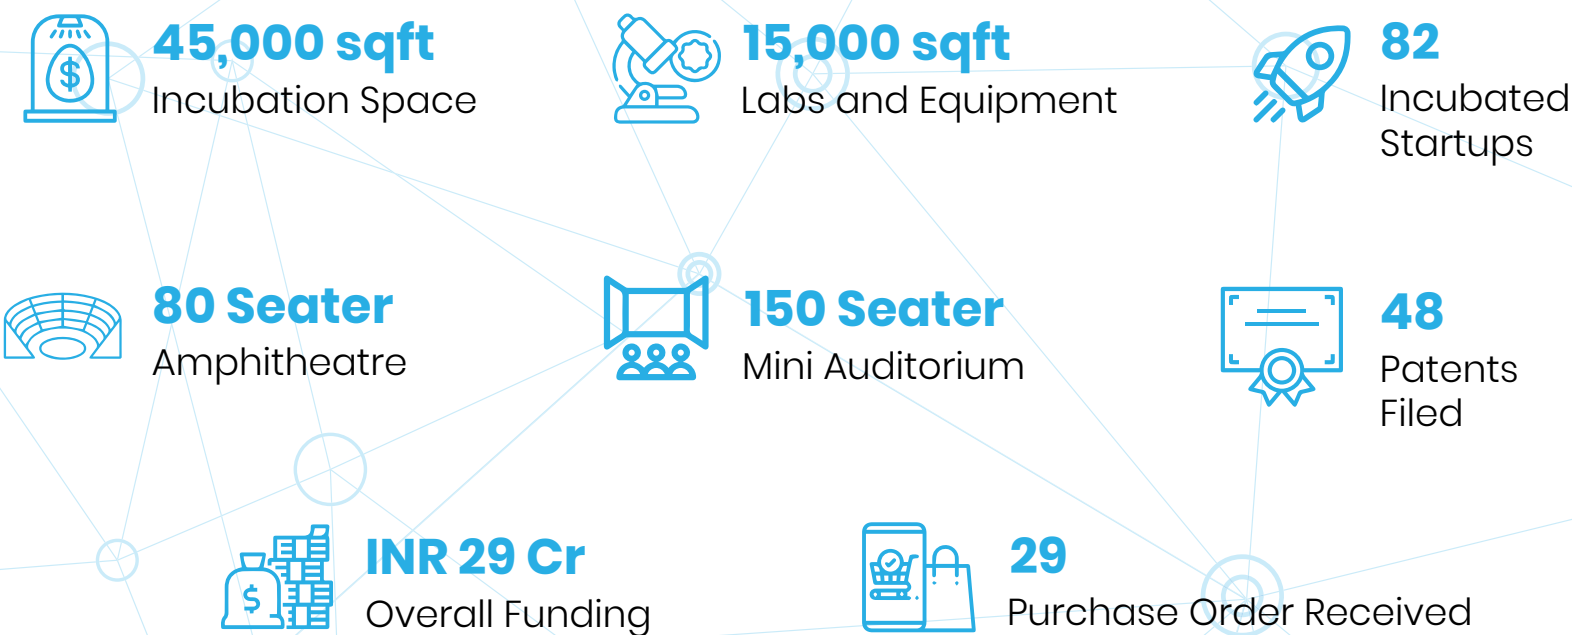 45,000 sqft
Incubation Space
15,000 sqft
Labs and Equipment
82
Incubated
Startups
80 Seater
Amphitheatre
150 Seater
Mini Auditorium
48
Patents
Filed
INR 29 Cr
Overall Funding
29
Purchase Order Received